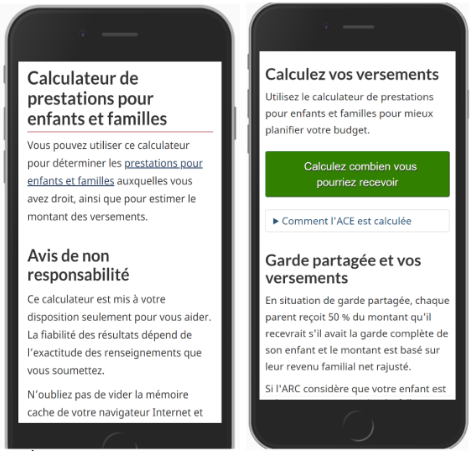 Calculateur de
prestations pour
enfants et familles
Vous pouvez utiliser ce calculateur
pour déterminer les prestations pour
enfants et familles auxquelles vous
avez droit, ainsi que pour estimer le
montant des versements.
Avis de non
responsabilité
Ce calculateur est mis à votre
disposition seulement pour vous aider.
La fiabilité des résultats dépend de
l'exactitude des renseignements que
vous soumettez.
N'oubliez pas de vider la mémoire
cache de votre navigateur Internet et
Calculez vos versements
Utilisez le calculateur de prestations
pour enfants et familles pour mieux
planifier votre budget.
Calculez combien vous
pourriez recevoir
▶ Comment l'ACE est calculée
Garde partagée et vos
versements
En situation de garde partagée, chaque
parent reçoit 50 % du montant qu'il
recevrait s'il avait la garde complète de
son enfant et le montant est basé sur
leur revenu familial net rajusté.
Si l'ARC considère que votre enfant est